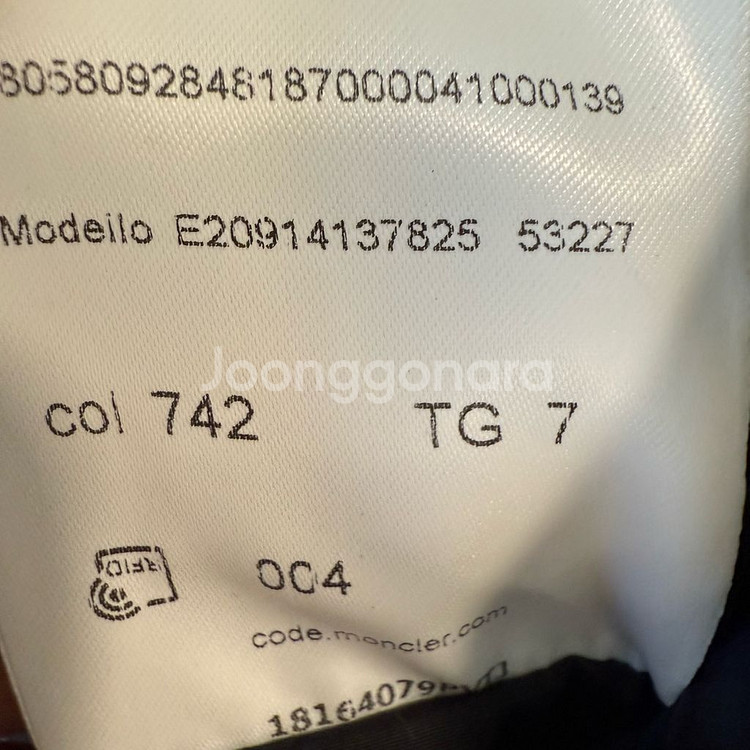 8058092848187000041000139
Modello E20914137825 53227
Joonggonara
col 742 TG 7
RFID
004
code.moncler.com